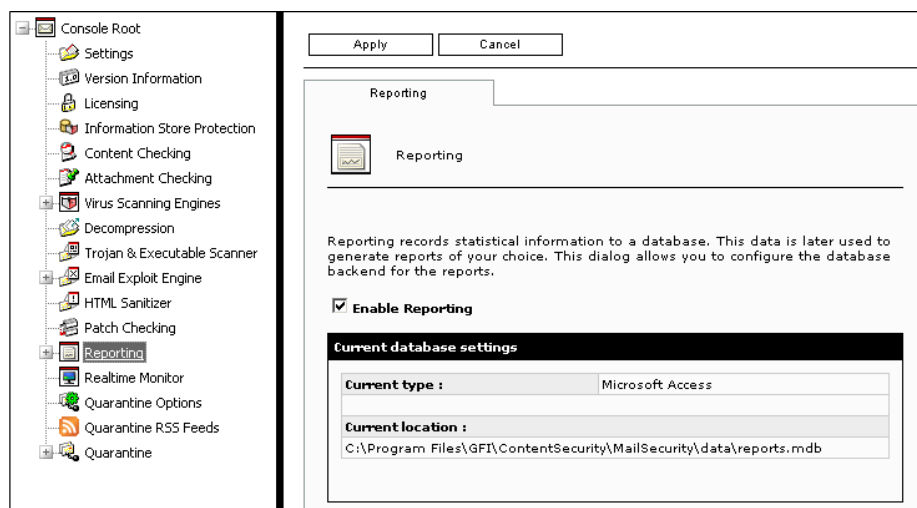 Console Root
Settings
Version Information
Licensing
Information Store Protection
Content Checking
Attachment Checking
Virus Scanning Engines
Decompression
Trojan & Executable Scanner
Email Exploit Engine
HTML Sanitizer
Patch Checking
Reporting
Realtime Monitor
Quarantine Options
Quarantine RSS Feeds
Quarantine
Apply
Cancel
Reporting
Reporting
Reporting records statistical information to a database. This data is later used to
generate reports of your choice. This dialog allows you to configure the database
backend for the reports.
Enable Reporting
Current database settings
Current type :
Microsoft Access
Current location :
C:\Program Files\GFI\ContentSecurity\MailSecurity\data\reports.mdb